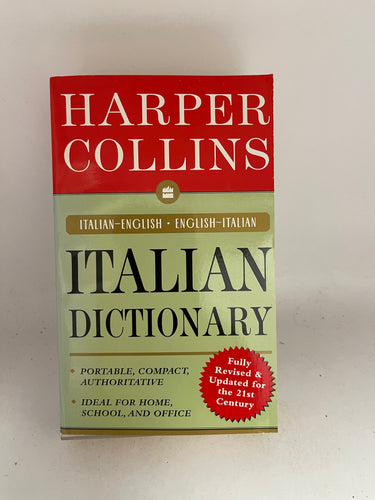 HARPER
COLLINS
ITALIAN–ENGLISH • ENGLISH–ITALIAN
ITALIAN
DICTIONARY
• PORTABLE, COMPACT,
AUTHORITATIVE
• IDEAL FOR HOME,
SCHOOL, AND OFFICE
Fully
Revised &
Updated for
the 21st
Century